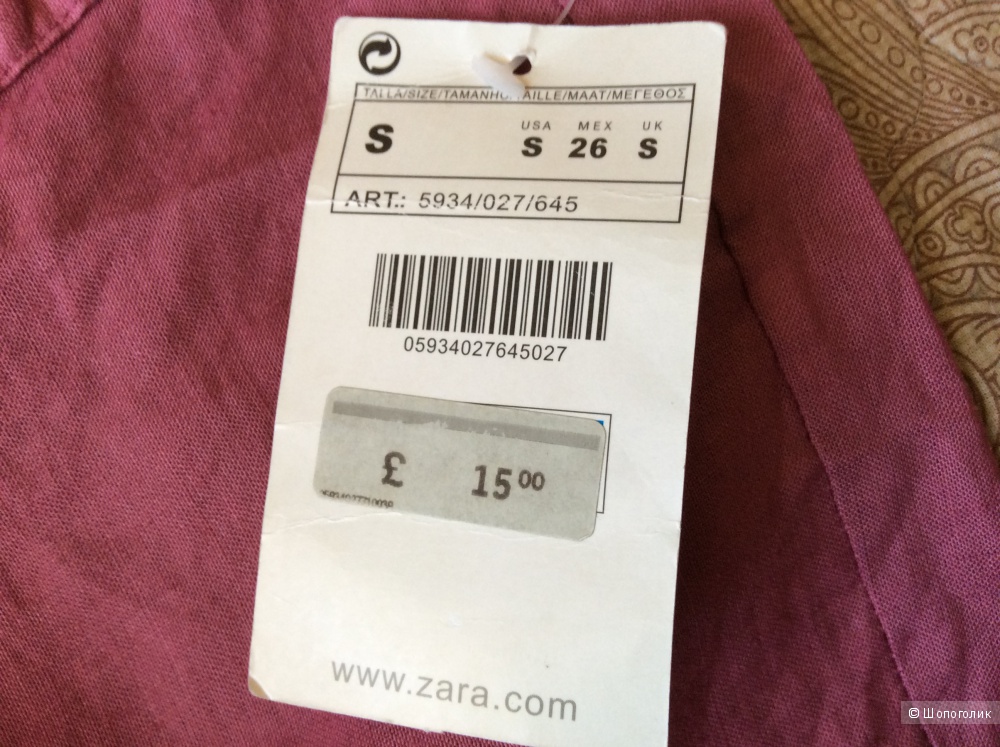 TALLA/SIZE/TAMANHO/TAILLE/MAAT/ΜΕΓΕΘΟΣ
USA MEX UK
S S 26 S
ART.: 5934/027/645
05934027645027
£ 15 00
www.zara.com
© Шопоголик